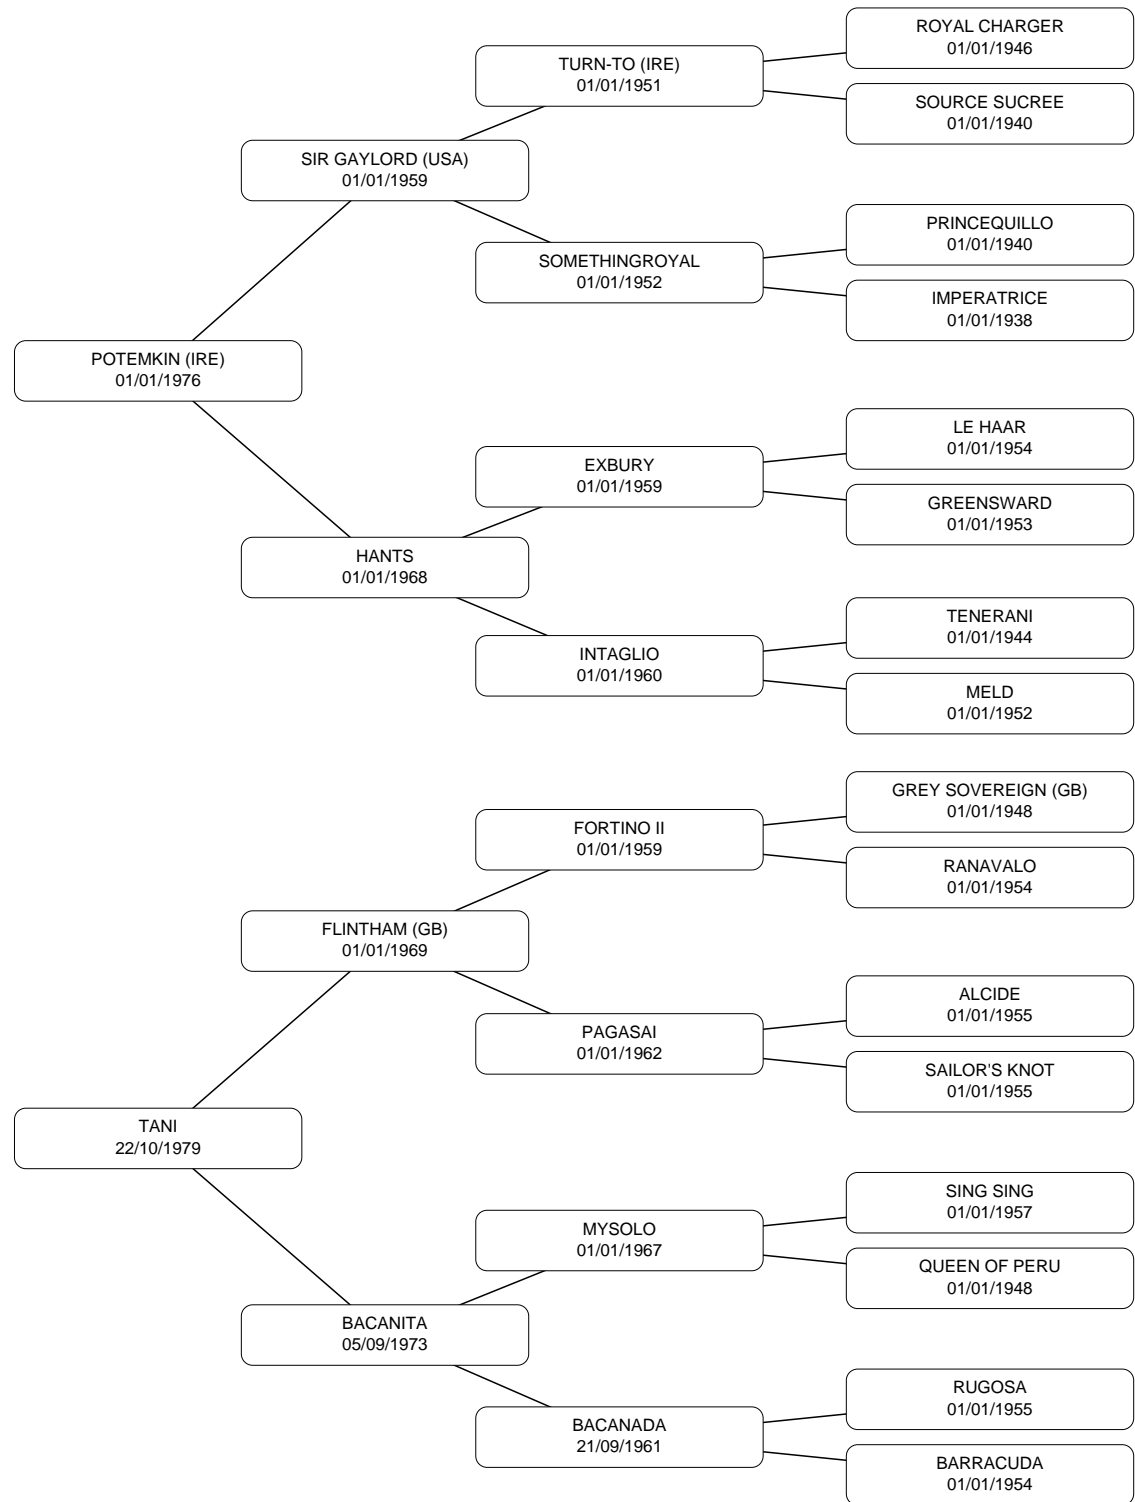 ROYAL CHARGER
01/01/1946
TURN-TO (IRE)
01/01/1951
SOURCE SUCREE
01/01/1940
SIR GAYLORD (USA)
01/01/1959
PRINCEQUILLO
01/01/1940
SOMETHINGROYAL
01/01/1952
IMPERATRICE
01/01/1938
POTEMKIN (IRE)
01/01/1976
LE HAAR
01/01/1954
EXBURY
01/01/1959
GREENSWARD
01/01/1953
HANTS
01/01/1968
TENERANI
01/01/1944
INTAGLIO
01/01/1960
MELD
01/01/1952
GREY SOVEREIGN (GB)
01/01/1948
FORTINO II
01/01/1959
RANAVALO
01/01/1954
FLINTHAM (GB)
01/01/1969
ALCIDE
01/01/1955
PAGASAI
01/01/1962
SAILOR'S KNOT
01/01/1955
TANI
22/10/1979
SING SING
01/01/1957
MYSOLO
01/01/1967
QUEEN OF PERU
01/01/1948
BACANITA
05/09/1973
RUGOSA
01/01/1955
BACANADA
21/09/1961
BARRACUDA
01/01/1954